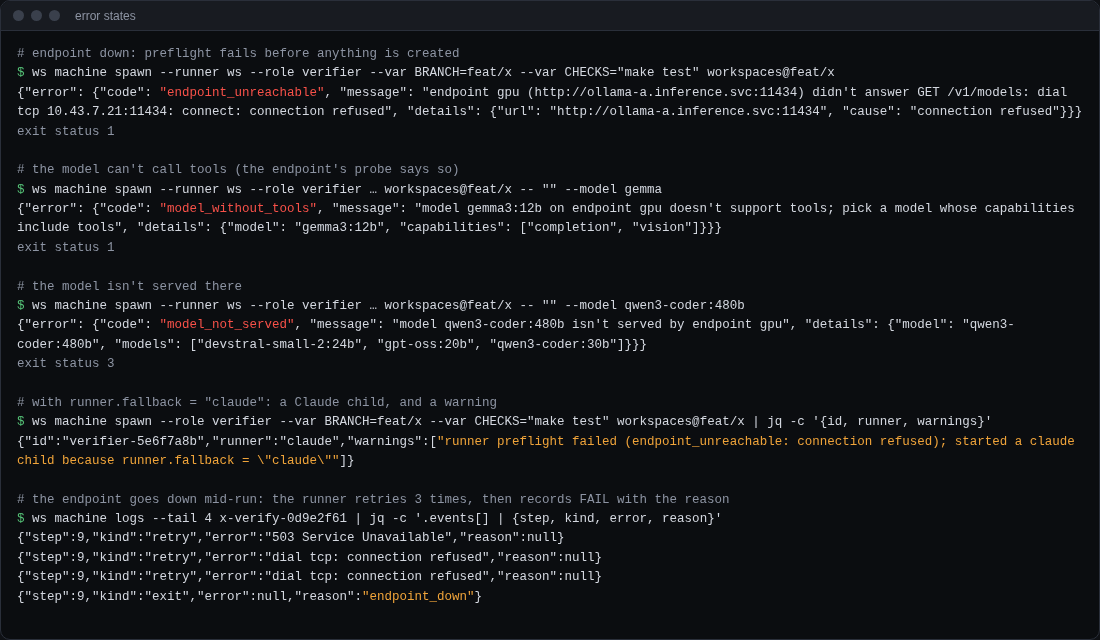 error states
# endpoint down: preflight fails before anything is created
$ ws machine spawn --runner ws --role verifier --var BRANCH=feat/x --var CHECKS="make test" workspaces@feat/x
{"error": {"code": "endpoint_unreachable", "message": "endpoint gpu (http://ollama-a.inference.svc:11434) didn't answer GET /v1/models: dial
tcp 10.43.7.21:11434: connect: connection refused", "details": {"url": "http://ollama-a.inference.svc:11434", "cause": "connection refused"}}}
exit status 1
# the model can't call tools (the endpoint's probe says so)
$ ws machine spawn --runner ws --role verifier … workspaces@feat/x -- "" --model gemma
{"error": {"code": "model_without_tools", "message": "model gemma3:12b on endpoint gpu doesn't support tools; pick a model whose capabilities
include tools", "details": {"model": "gemma3:12b", "capabilities": ["completion", "vision"]}}}
exit status 1
# the model isn't served there
$ ws machine spawn --runner ws --role verifier … workspaces@feat/x -- "" --model qwen3-coder:480b
{"error": {"code": "model_not_served", "message": "model qwen3-coder:480b isn't served by endpoint gpu", "details": {"model": "qwen3-
coder:480b", "models": ["devstral-small-2:24b", "gpt-oss:20b", "qwen3-coder:30b"]}}}
exit status 3
# with runner.fallback = "claude": a Claude child, and a warning
$ ws machine spawn --role verifier --var BRANCH=feat/x --var CHECKS="make test" workspaces@feat/x | jq -c '{id, runner, warnings}'
{"id":"verifier-5e6f7a8b","runner":"claude","warnings":["runner preflight failed (endpoint_unreachable: connection refused); started a claude
child because runner.fallback = \"claude\""]}
# the endpoint goes down mid-run: the runner retries 3 times, then records FAIL with the reason
$ ws machine logs --tail 4 x-verify-0d9e2f61 | jq -c '.events[] | {step, kind, error, reason}'
{"step":9,"kind":"retry","error":"503 Service Unavailable","reason":null}
{"step":9,"kind":"retry","error":"dial tcp: connection refused","reason":null}
{"step":9,"kind":"retry","error":"dial tcp: connection refused","reason":null}
{"step":9,"kind":"exit","error":null,"reason":"endpoint_down"}